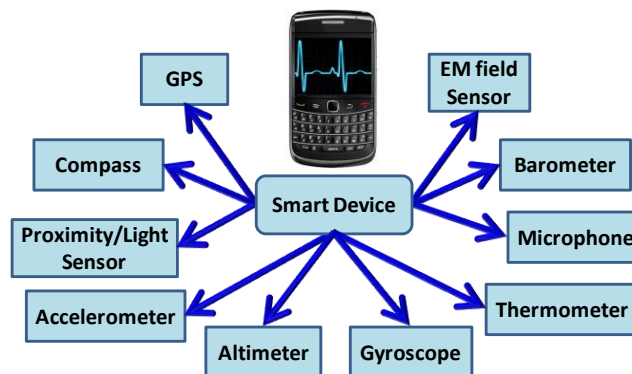 GPS
EM field
Sensor
Compass
Barometer
Smart Device
Proximity/Light
Sensor
Microphone
Accelerometer
Thermometer
Altimeter
Gyroscope